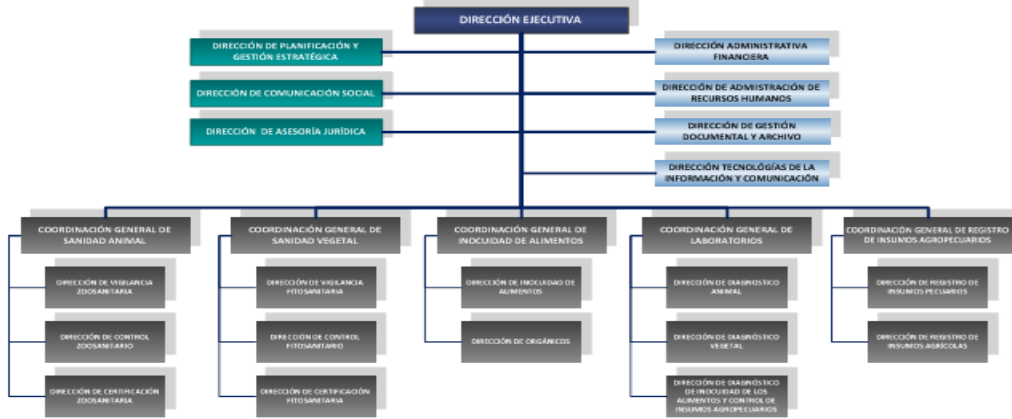 DIRECCIÓN EJECUTIVA
DIRECCIÓN DE PLANIFICACIÓN Y
GESTIÓN ESTRATÉGICA
DIRECCIÓN ADMINISTRATIVA
FINANCIERA
DIRECCIÓN DE COMUNICACIÓN SOCIAL
DIRECCIÓN DE ADMISTRACIÓN DE
RECURSOS HUMANOS
DIRECCIÓN DE ASESORÍA JURÍDICA
DIRECCIÓN DE GESTIÓN
DOCUMENTAL Y ARCHIVO
DIRECCIÓN TECNOLÓGÍAS DE LA
INFORMACIÓN Y COMUNICACIÓN
COORDINACIÓN GENERAL DE
SANIDAD ANIMAL
COORDINACIÓN GENERAL DE
SANIDAD VEGETAL
COORDINACIÓN GENERAL DE
INOCUIDAD DE ALIMENTOS
COORDINACIÓN GENERAL DE
LABORATORIOS
COORDINACIÓN GENERAL DE REGISTRO
DE INSUMOS AGROPECUARIOS
DIRECCIÓN DE VIGILANCIA
ZOOSANITARIA
DIRECCIÓN DE VIGILANCIA
FITOSANITARIA
DIRECCIÓN DE INOCUIDAD DE
ALIMENTOS
DIRECCIÓN DE DIAGNOSTICO
ANIMAL
DIRECCIÓN DE REGISTRO DE
INSUMOS PECUARIOS
DIRECCIÓN DE CONTROL
ZOOSANITARIO
DIRECCIÓN DE CONTROL
FITOSANITARIO
DIRECCIÓN DE ORGÁNICOS
DIRECCIÓN DE DIAGNÓSTICO
VEGETAL
DIRECCIÓN DE REGISTRO DE
INSUMOS AGRÍCOLAS
DIRECCIÓN DE CERTIFICACIÓN
ZOOSANITARIA
DIRECCIÓN DE CERTIFICACIÓN
FITOSANITARIA
DIRECCIÓN DE DIAGNÓSTICO
DE INOCUIDAD DE LOS
ALIMENTOS Y CONTROL DE
INSUMOS AGROPECUARIOS